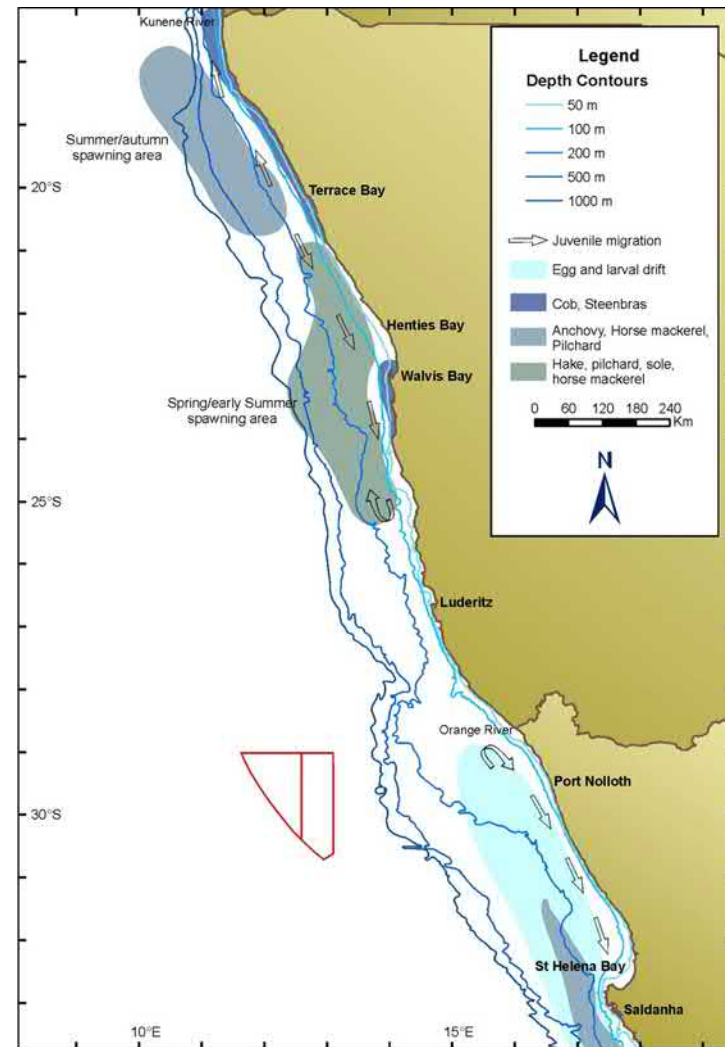 Kunene River
Summer/autumn
spawning area
20°S
Terrace Bay
Henties Bay
Walvis Bay
Spring/early Summer
spawning area
25°S
Luderitz
Orange River
Port Nolloth
30°S
St Helena Bay
Saldanha
10°E
15°E
Legend
Depth Contours
50 m
100 m
200 m
500 m
1000 m
Juvenile migration
Egg and larval drift
Cob, Steenbras
Anchovy, Horse mackerel,
Pilchard
Hake, pilchard, sole,
horse mackerel
0 60 120 180 240
Km
N